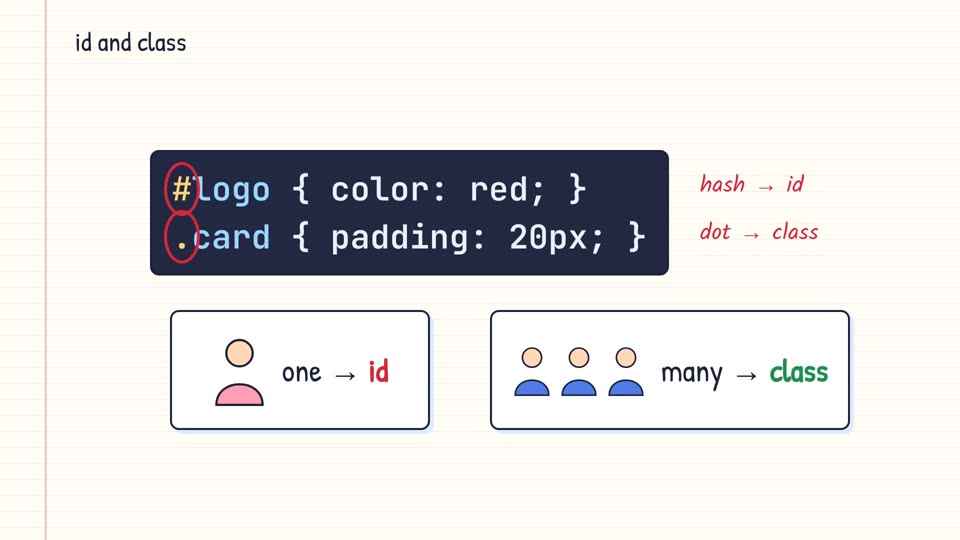 id and class
#logo { color: red; }
hash → id
.card { padding: 20px; }
dot → class
one → id
many → class